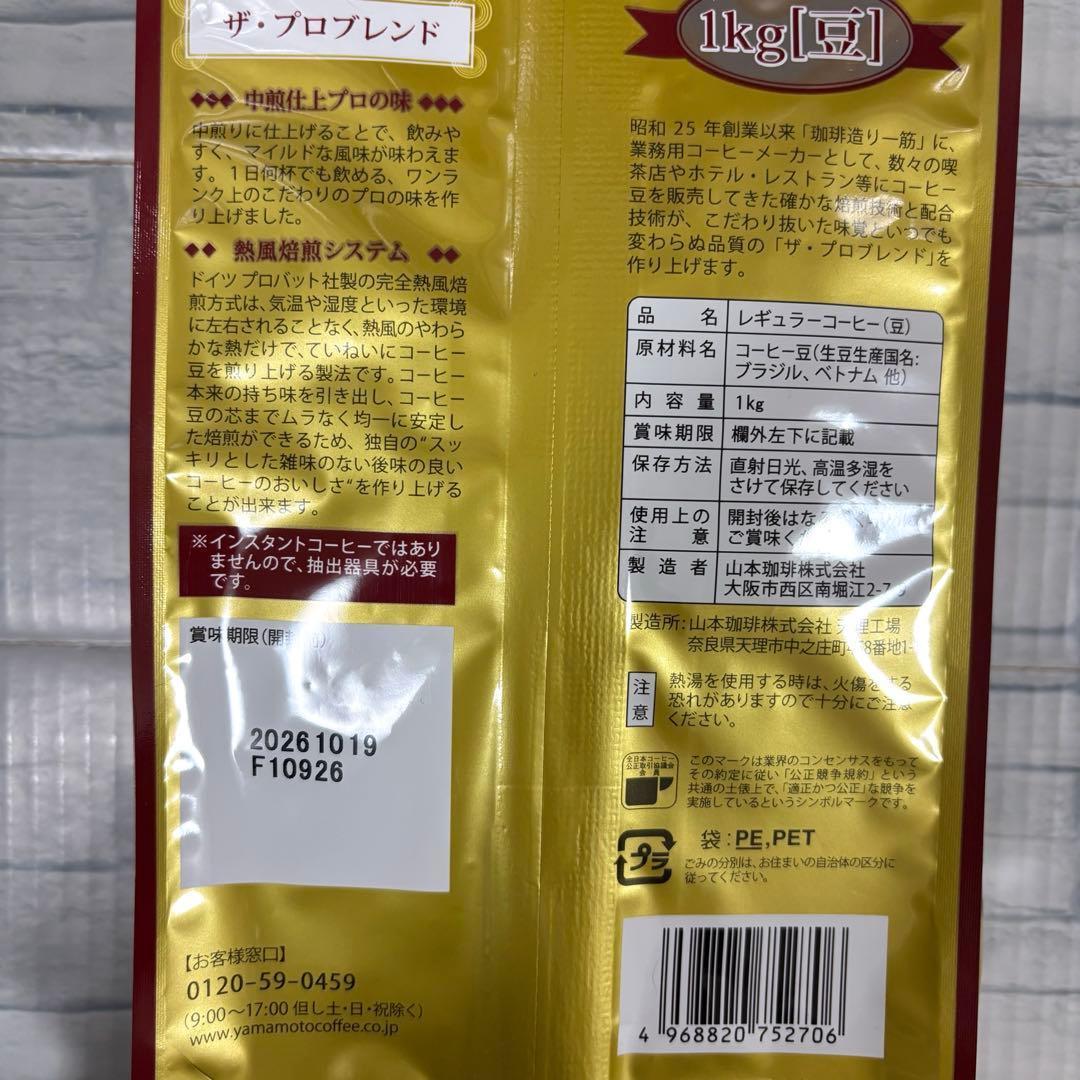 ザ・プロブレンド
中煎仕上プロの味
中煎りに仕上げることで、飲みや
すく、マイルドな風味が味わえま
す。1日何杯でも飲める、ワンラ
ンク上のこだわりのプロの味を作
り上げました。
熱風焙煎システム
ドイツ プロバット社製の完全熱風焙
煎方式は、気温や湿度といった環境
に左右されることなく、熱風のやわら
かな熱だけで、ていねいにコーヒー
豆を煎り上げる製法です。コーヒー
本来の持ち味を引き出し、コーヒー
豆の芯までムラなく均一に安定し
た焙煎ができるため、独自の“スッ
キリとした雑味のない後味の良い
コーヒーのおいしさ“を作り上げる
ことが出来ます。
※インスタントコーヒーではあり
ませんので、抽出器具が必要
です。
賞味期限(開
20261019
F10926
【お客様窓口】
0120-59-0459
(9:00〜17:00 但し土・日・祝除く)
www.yamamotocoffee.co.jp
1kg[豆]
昭和 25 年創業以来「珈琲造り一筋」に、
業務用コーヒーメーカーとして、数々の喫
茶店やホテル・レストラン等にコーヒー
豆を販売してきた確かな焙煎技術と配合
技術が、こだわり抜いた味覚といつでも
変わらぬ品質の「ザ・プロブレンド」を
作り上げます。
品名 レギュラーコーヒー(豆)
原材料名 コーヒー豆(生豆生産国名:
ブラジル、ベトナム 他)
内容量 1kg
賞味期限 欄外左下に記載
保存方法 直射日光、高温多湿を
さけて保存してください
使用上の注意 開封後はな
ご賞味く
製造者 山本珈琲株式会社
大阪市西区南堀江2-7-
製造所:山本珈琲株式会社 天理工場
奈良県天理市中之庄町4 8番地1-
注意 熱湯を使用する時は、火傷をする
恐れがありますので十分にご注意
ください。
全日本コーヒー
公正取引協議会
会員
このマークは業界のコンセンサスをもって
その約定に従い「公正競争規約」という
共通の土俵上で、「適正かつ公正」な競争を
実施しているというシンボルマークです。
プラ
袋:PE,PET
ごみの分別は、お住まいの自治体の区分に
従ってください。
4 968820 752706